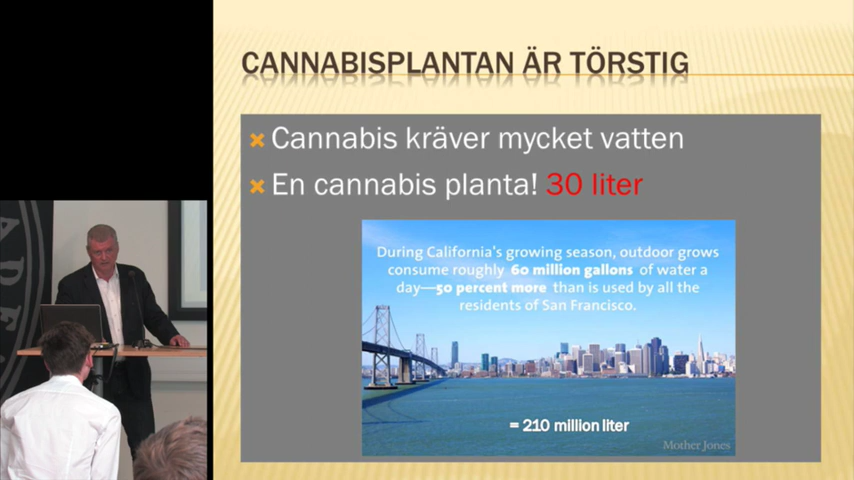 CANNABISPLANTAN ÄR TÖRSTIG
Cannabis kräver mycket vatten
En cannabis planta! 30 liter
During California's growing season, outdoor grows
consume roughly 60 million gallons of water a
day—50 percent more than is used by all the
residents of San Francisco.
= 210 million liter
Mother Jones